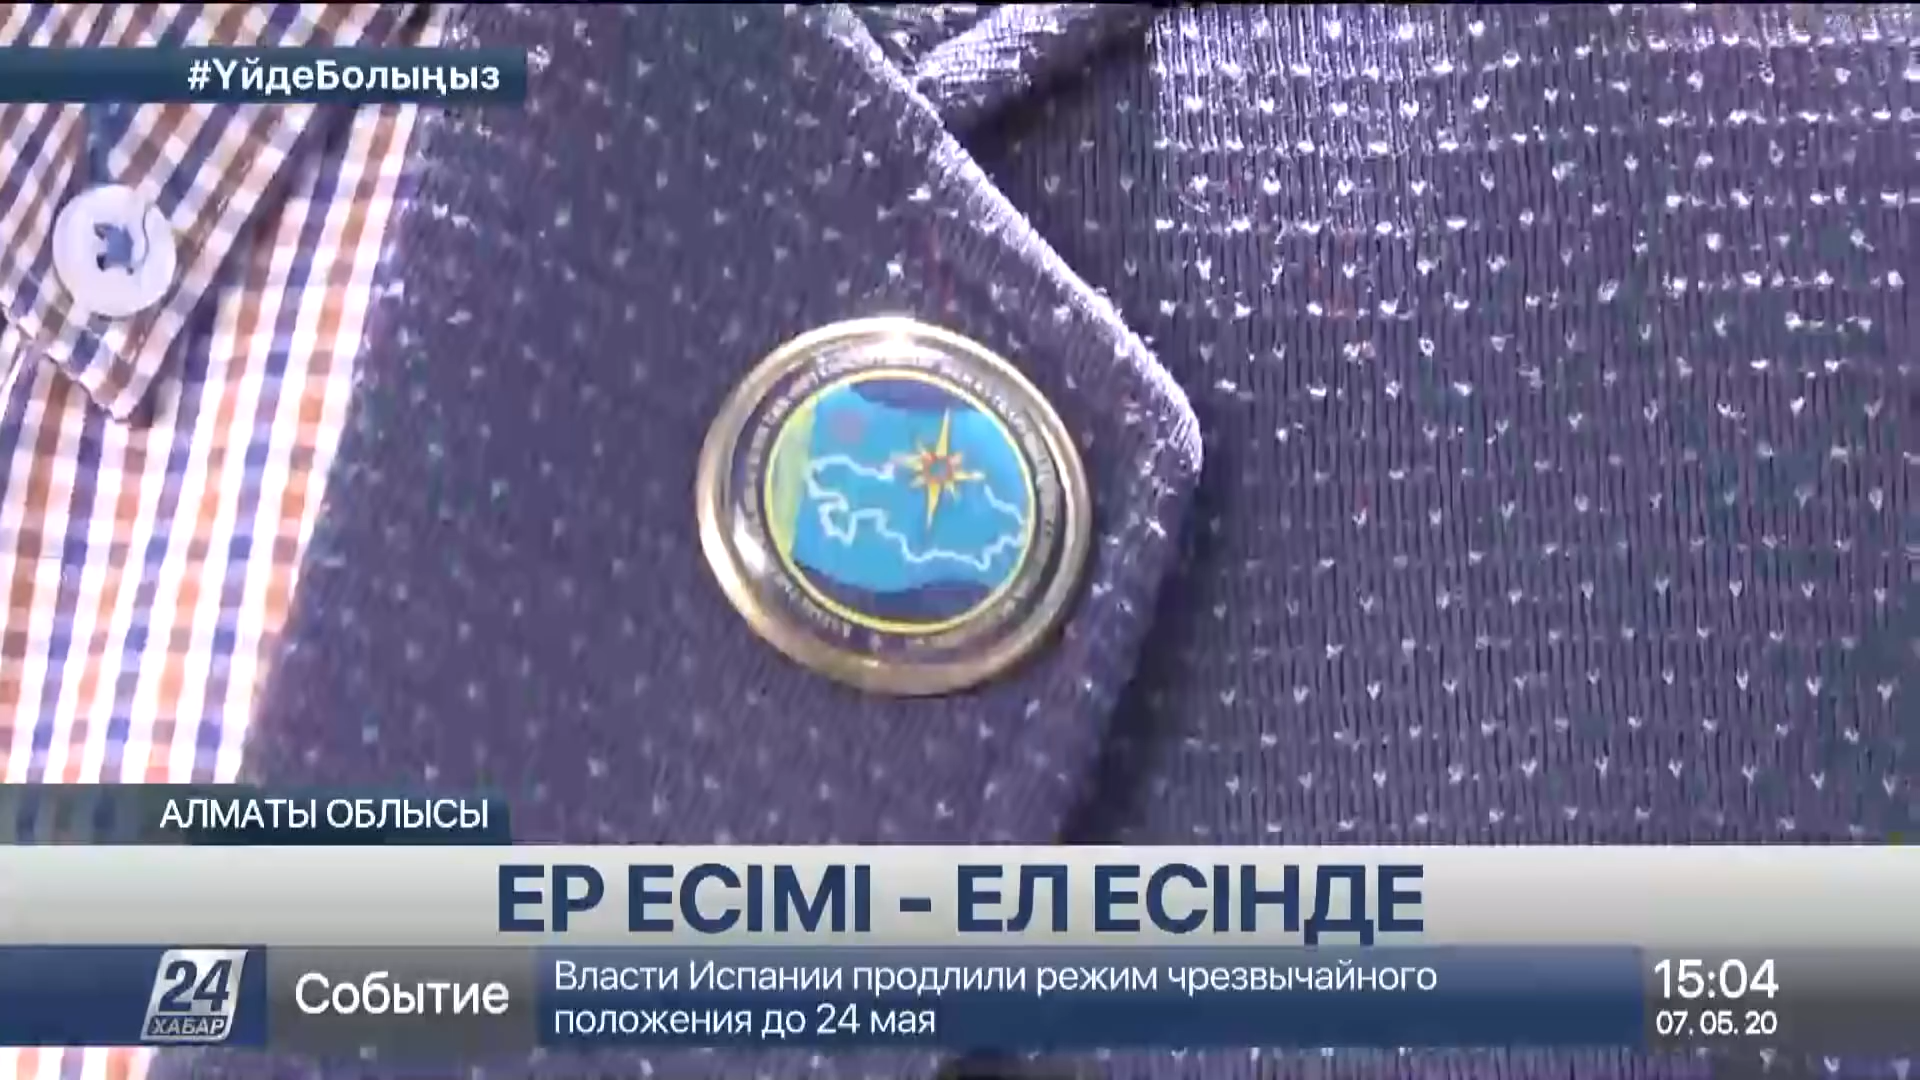 #ҮйдеБолыңыз
АЛМАТЫ ОБЛЫСЫ
ЕР ЕСІМІ - ЕЛ ЕСІНДЕ
24 ХАБАР
Событие
Власти Испании продлили режим чрезвычайного
положения до 24 мая
15:04
07. 05. 20